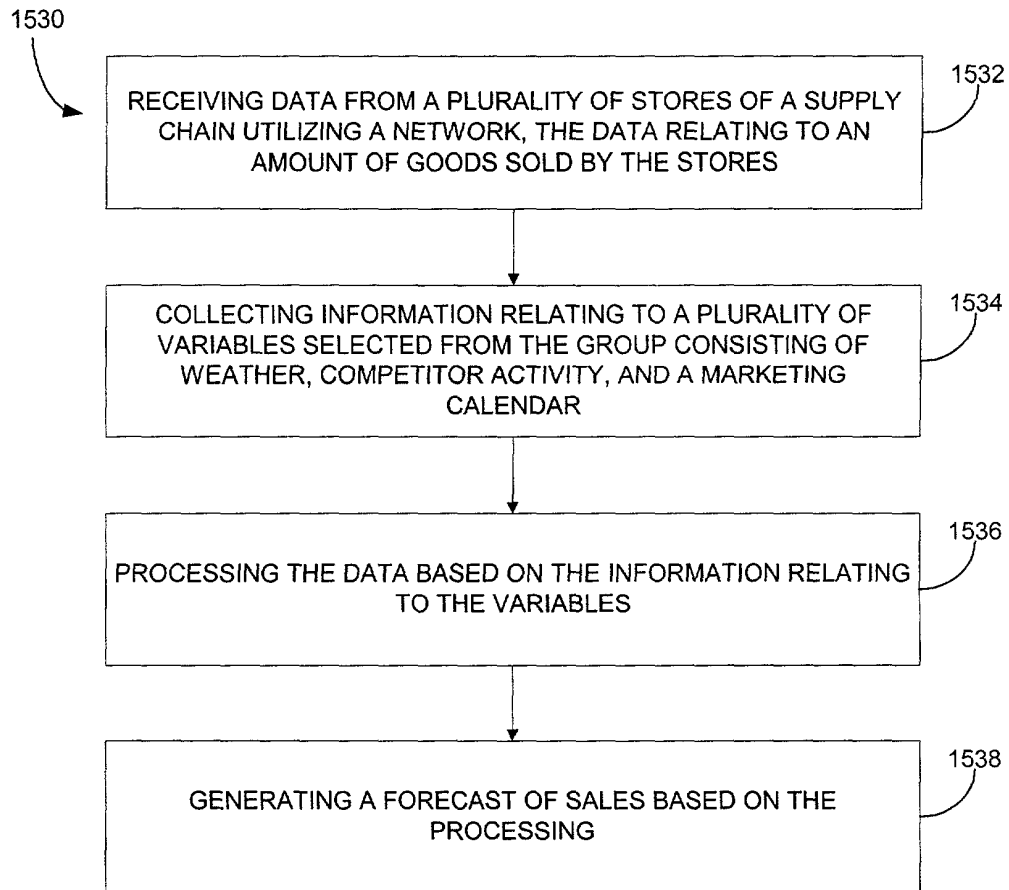 1530
1532
RECEIVING DATA FROM A PLURALITY OF STORES OF A SUPPLY
CHAIN UTILIZING A NETWORK, THE DATA RELATING TO AN
AMOUNT OF GOODS SOLD BY THE STORES
1534
COLLECTING INFORMATION RELATING TO A PLURALITY OF
VARIABLES SELECTED FROM THE GROUP CONSISTING OF
WEATHER, COMPETITOR ACTIVITY, AND A MARKETING
CALENDAR
1536
PROCESSING THE DATA BASED ON THE INFORMATION RELATING
TO THE VARIABLES
1538
GENERATING A FORECAST OF SALES BASED ON THE
PROCESSING